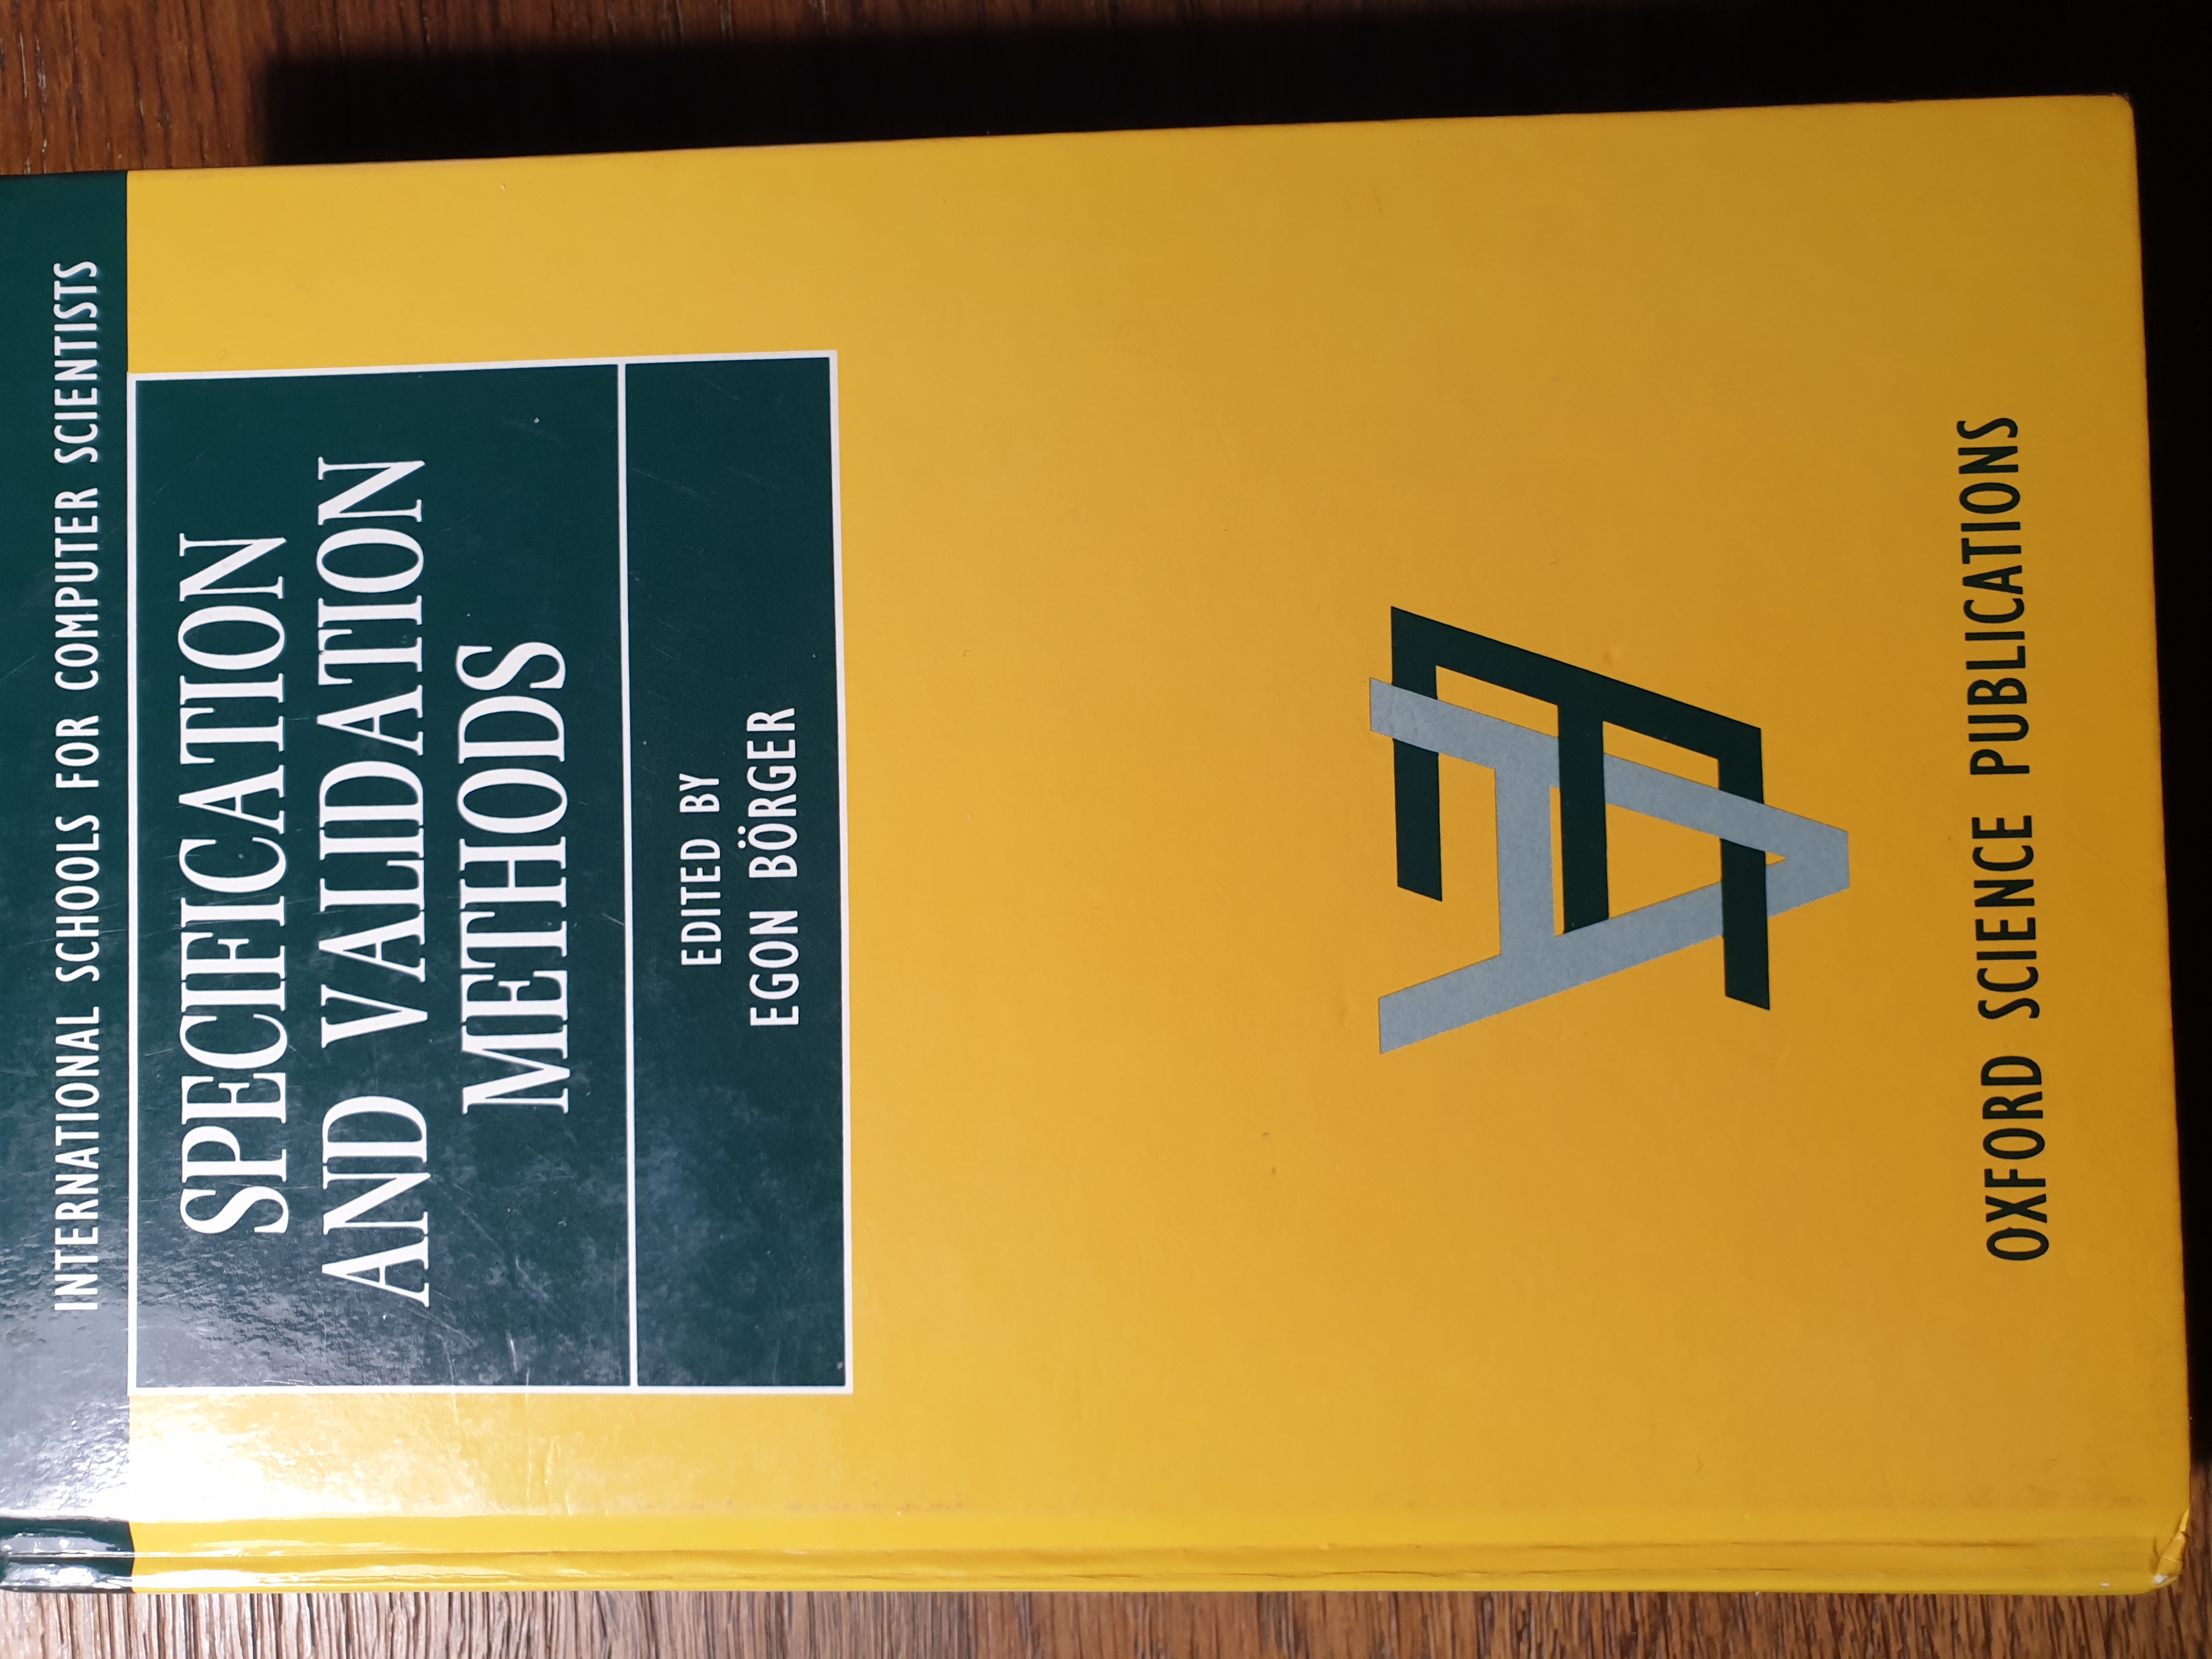 INTERNATIONAL SCHOOLS FOR COMPUTER SCIENTISTS
SPECIFICATION
AND VALIDATION
METHODS
EDITED BY
EGON BÖRGER
OXFORD SCIENCE PUBLICATIONS